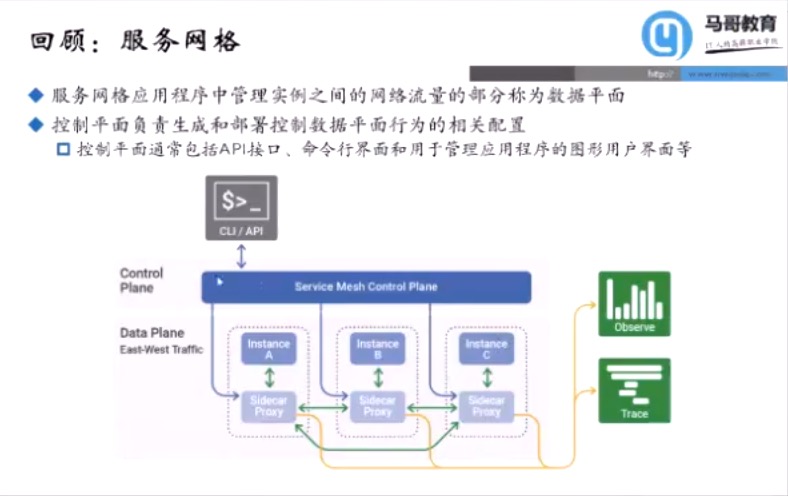 回顾：服务网格
马哥教育
IT人的高薪职业学院
http://
◆ 服务网格应用程序中管理实例之间的网络流量的部分称为数据平面
◆ 控制平面负责生成和部署控制数据平面行为的相关配置
控制平面通常包括API接口、命令行界面和用于管理应用程序的图形用户界面等
$>_
CLI / API
Control
Plane
Service Mesh Control Plane
Data Plane
East-West Traffic
Instance
A
Instance
B
Instance
C
Sidecar
Proxy
Sidecar
Proxy
Sidecar
Proxy
Observe
Trace